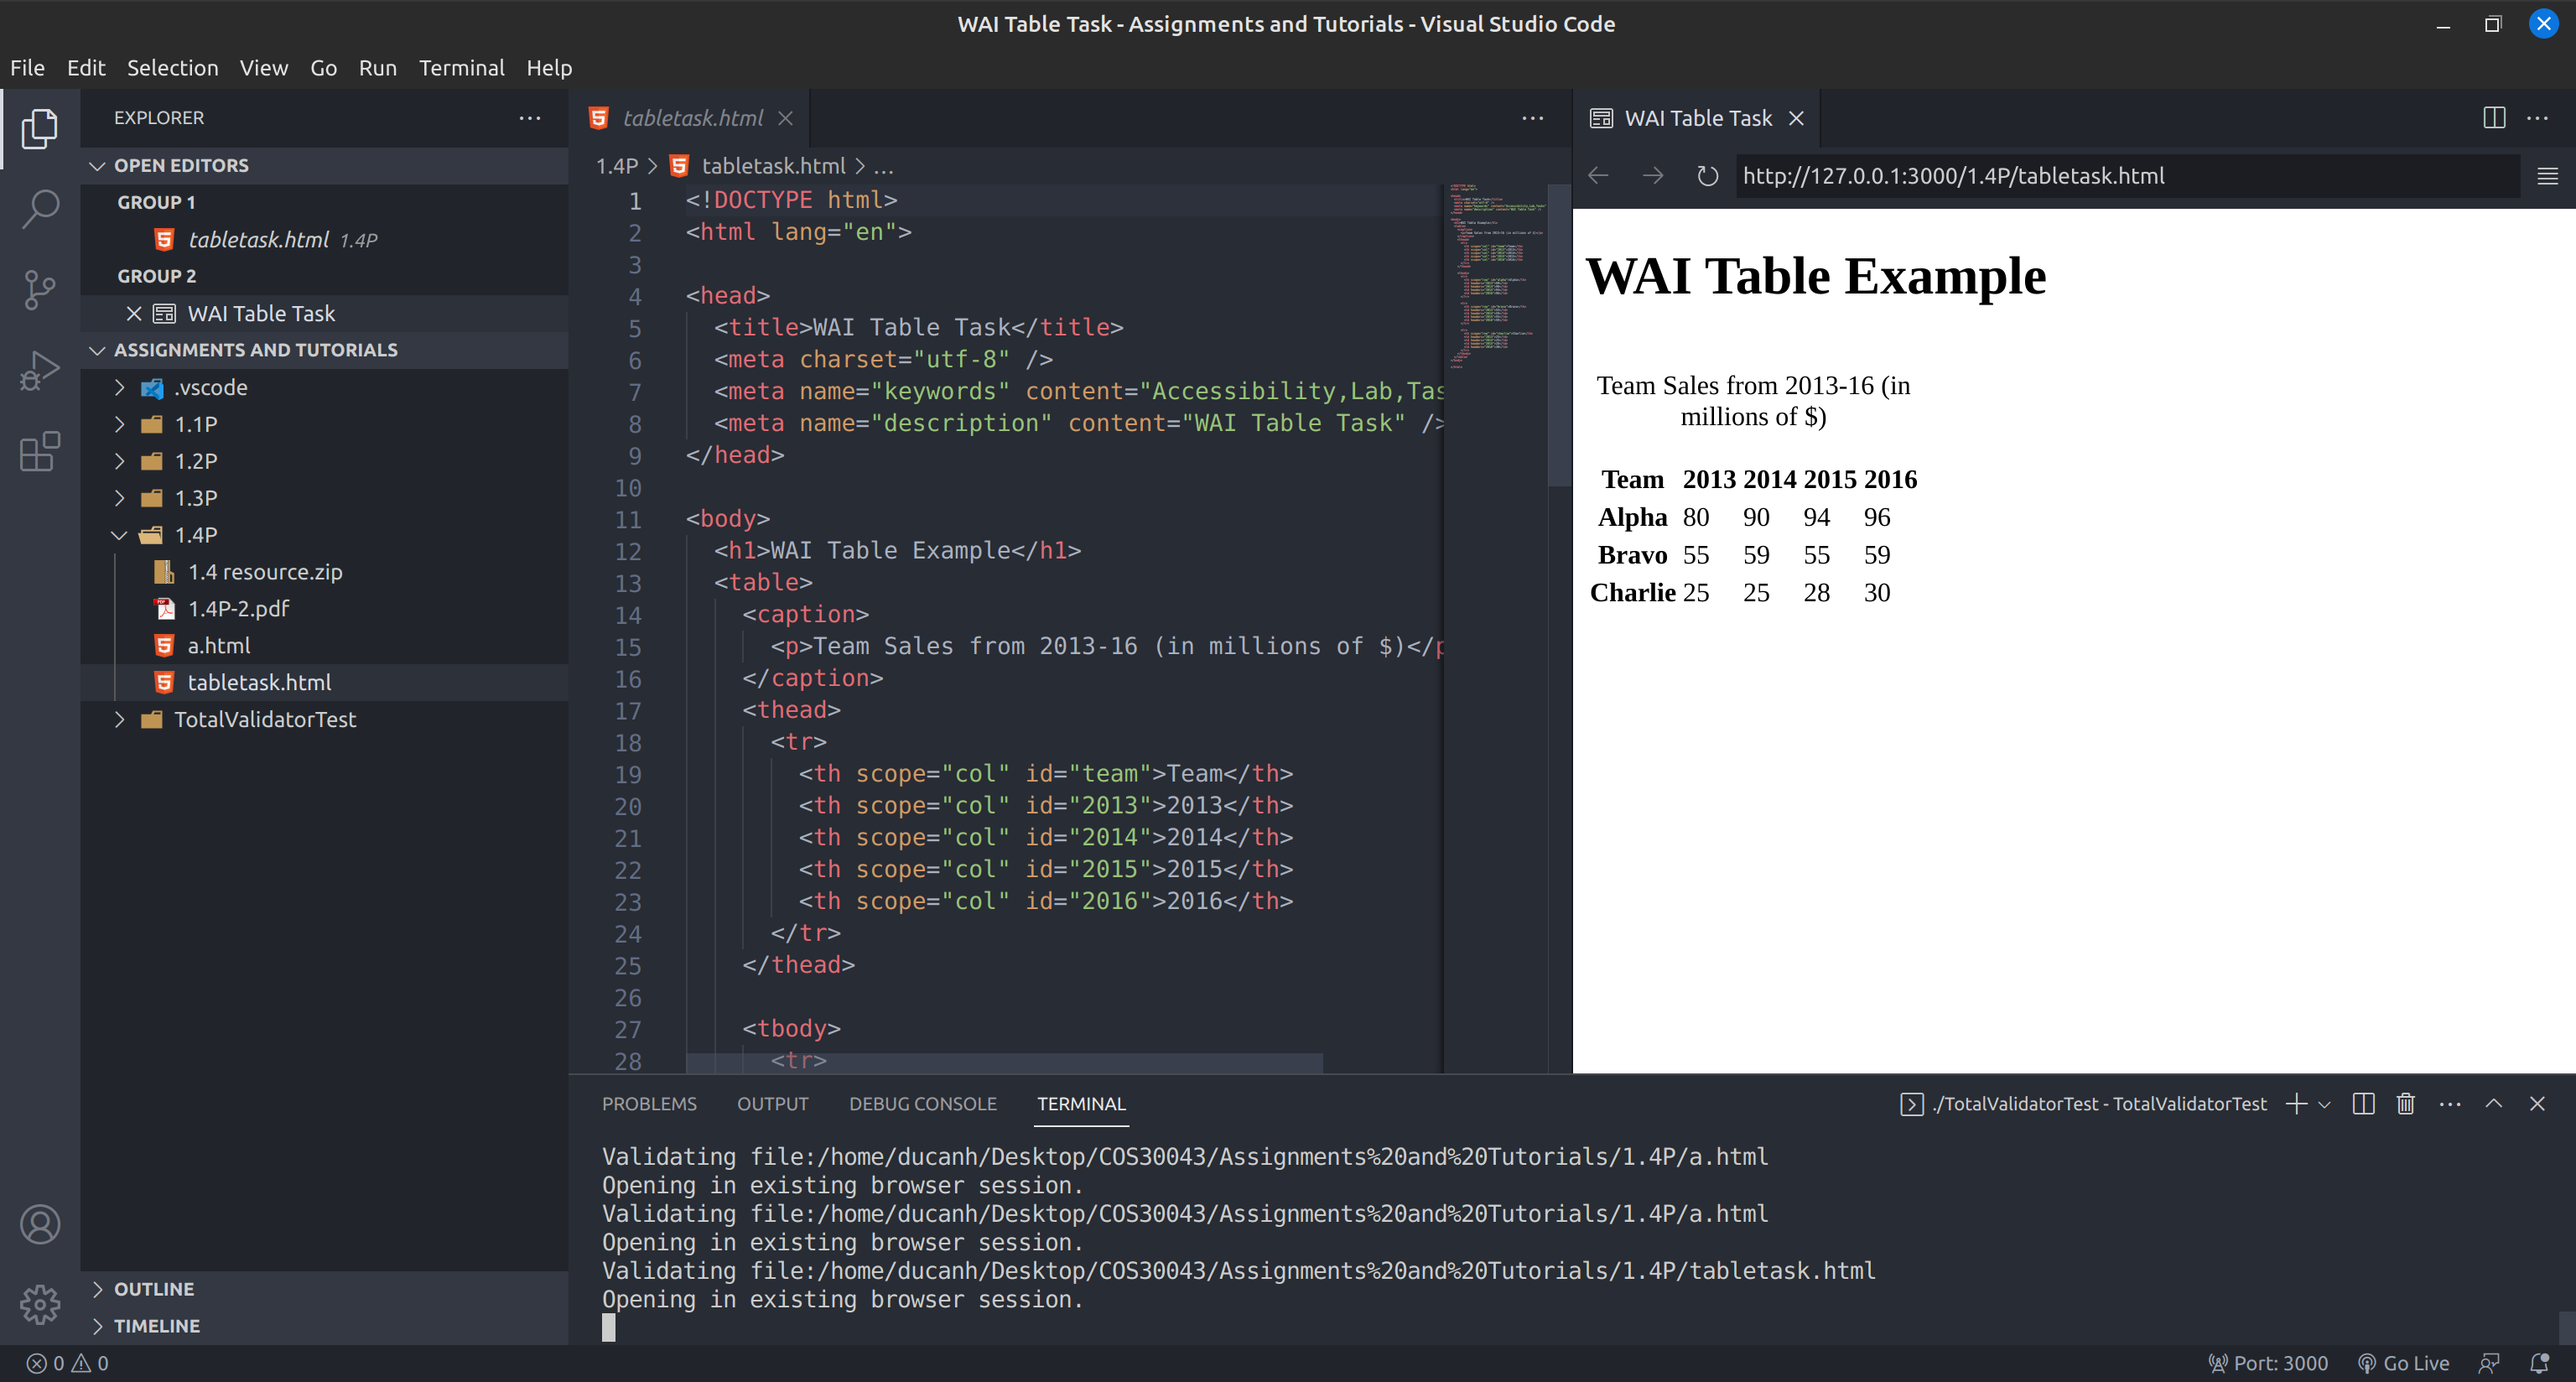 WAI Table Task - Assignments and Tutorials - Visual Studio Code
File Edit Selection View Go Run Terminal Help
EXPLORER
OPEN EDITORS
GROUP 1
tabletask.html 1.4P
GROUP 2
WAI Table Task
ASSIGNMENTS AND TUTORIALS
.vscode
1.1P
1.2P
1.3P
1.4P
1.4 resource.zip
1.4P-2.pdf
a.html
tabletask.html
TotalValidatorTest
OUTLINE
TIMELINE
tabletask.html
1.4P > tabletask.html > ...
1 <!DOCTYPE html>
2 <html lang="en">
3
4 <head>
5 <title>WAI Table Task</title>
6 <meta charset="utf-8" />
7 <meta name="keywords" content="Accessibility,Lab,Tas
8 <meta name="description" content="WAI Table Task" />
9 </head>
10
11 <body>
12 <h1>WAI Table Example</h1>
13 <table>
14 <caption>
15 <p>Team Sales from 2013-16 (in millions of $)</p
16 </caption>
17 <thead>
18 <tr>
19 <th scope="col" id="team">Team</th>
20 <th scope="col" id="2013">2013</th>
21 <th scope="col" id="2014">2014</th>
22 <th scope="col" id="2015">2015</th>
23 <th scope="col" id="2016">2016</th>
24 </tr>
25 </thead>
26
27 <tbody>
28 <tr>
WAI Table Task
http://127.0.0.1:3000/1.4P/tabletask.html
WAI Table Example
Team Sales from 2013-16 (in
millions of $)
Team 2013 2014 2015 2016
Alpha 80 90 94 96
Bravo 55 59 55 59
Charlie 25 25 28 30
PROBLEMS OUTPUT DEBUG CONSOLE TERMINAL
./TotalValidatorTest - TotalValidatorTest
Validating file:/home/ducanh/Desktop/COS30043/Assignments%20and%20Tutorials/1.4P/a.html
Opening in existing browser session.
Validating file:/home/ducanh/Desktop/COS30043/Assignments%20and%20Tutorials/1.4P/a.html
Opening in existing browser session.
Validating file:/home/ducanh/Desktop/COS30043/Assignments%20and%20Tutorials/1.4P/tabletask.html
Opening in existing browser session.
0 0
Port: 3000 Go Live